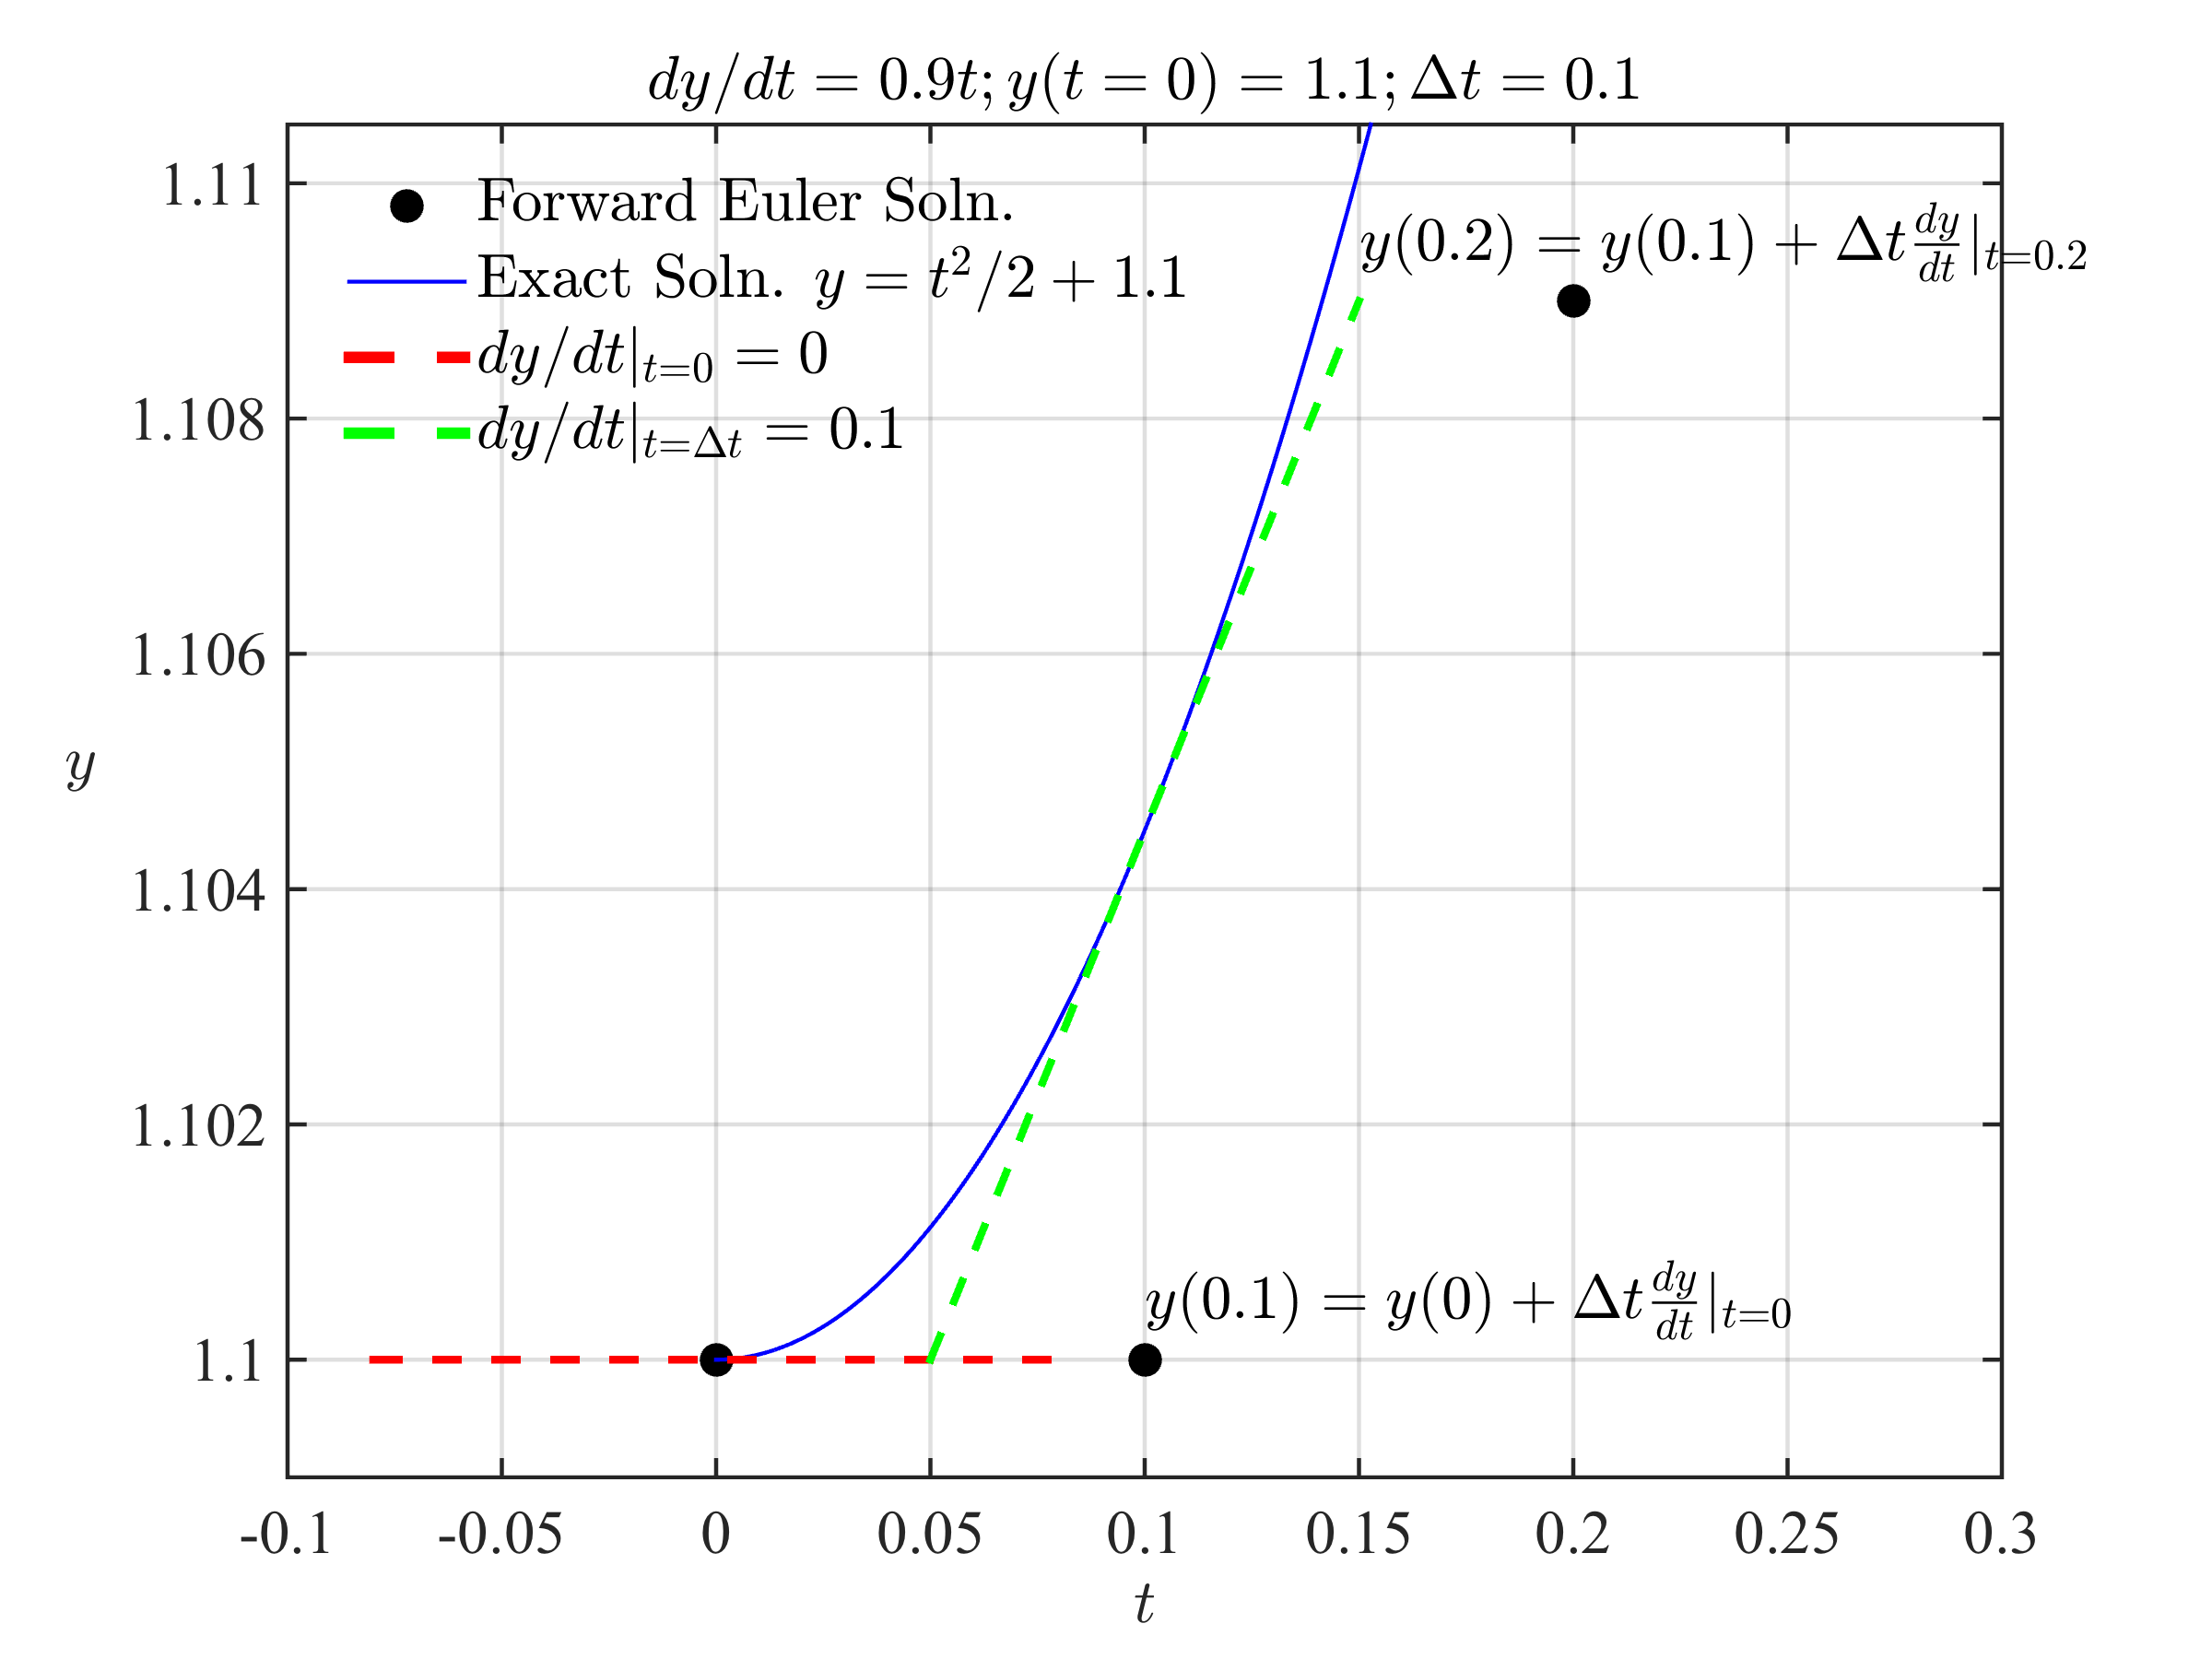 dy/dt = 0.9t; y(t = 0) = 1.1; Δt = 0.1
1.11
1.108
1.106
1.104
1.102
1.1
y
Forward Euler Soln.
Exact Soln. y = t²/2 + 1.1
dy/dt|t=0 = 0
dy/dt|t=Δt = 0.1
y(0.2) = y(0.1) + Δt dy/dt|t=0.2
y(0.1) = y(0) + Δt dy/dt|t=0
-0.1 -0.05 0 0.05 0.1 0.15 0.2 0.25 0.3
t